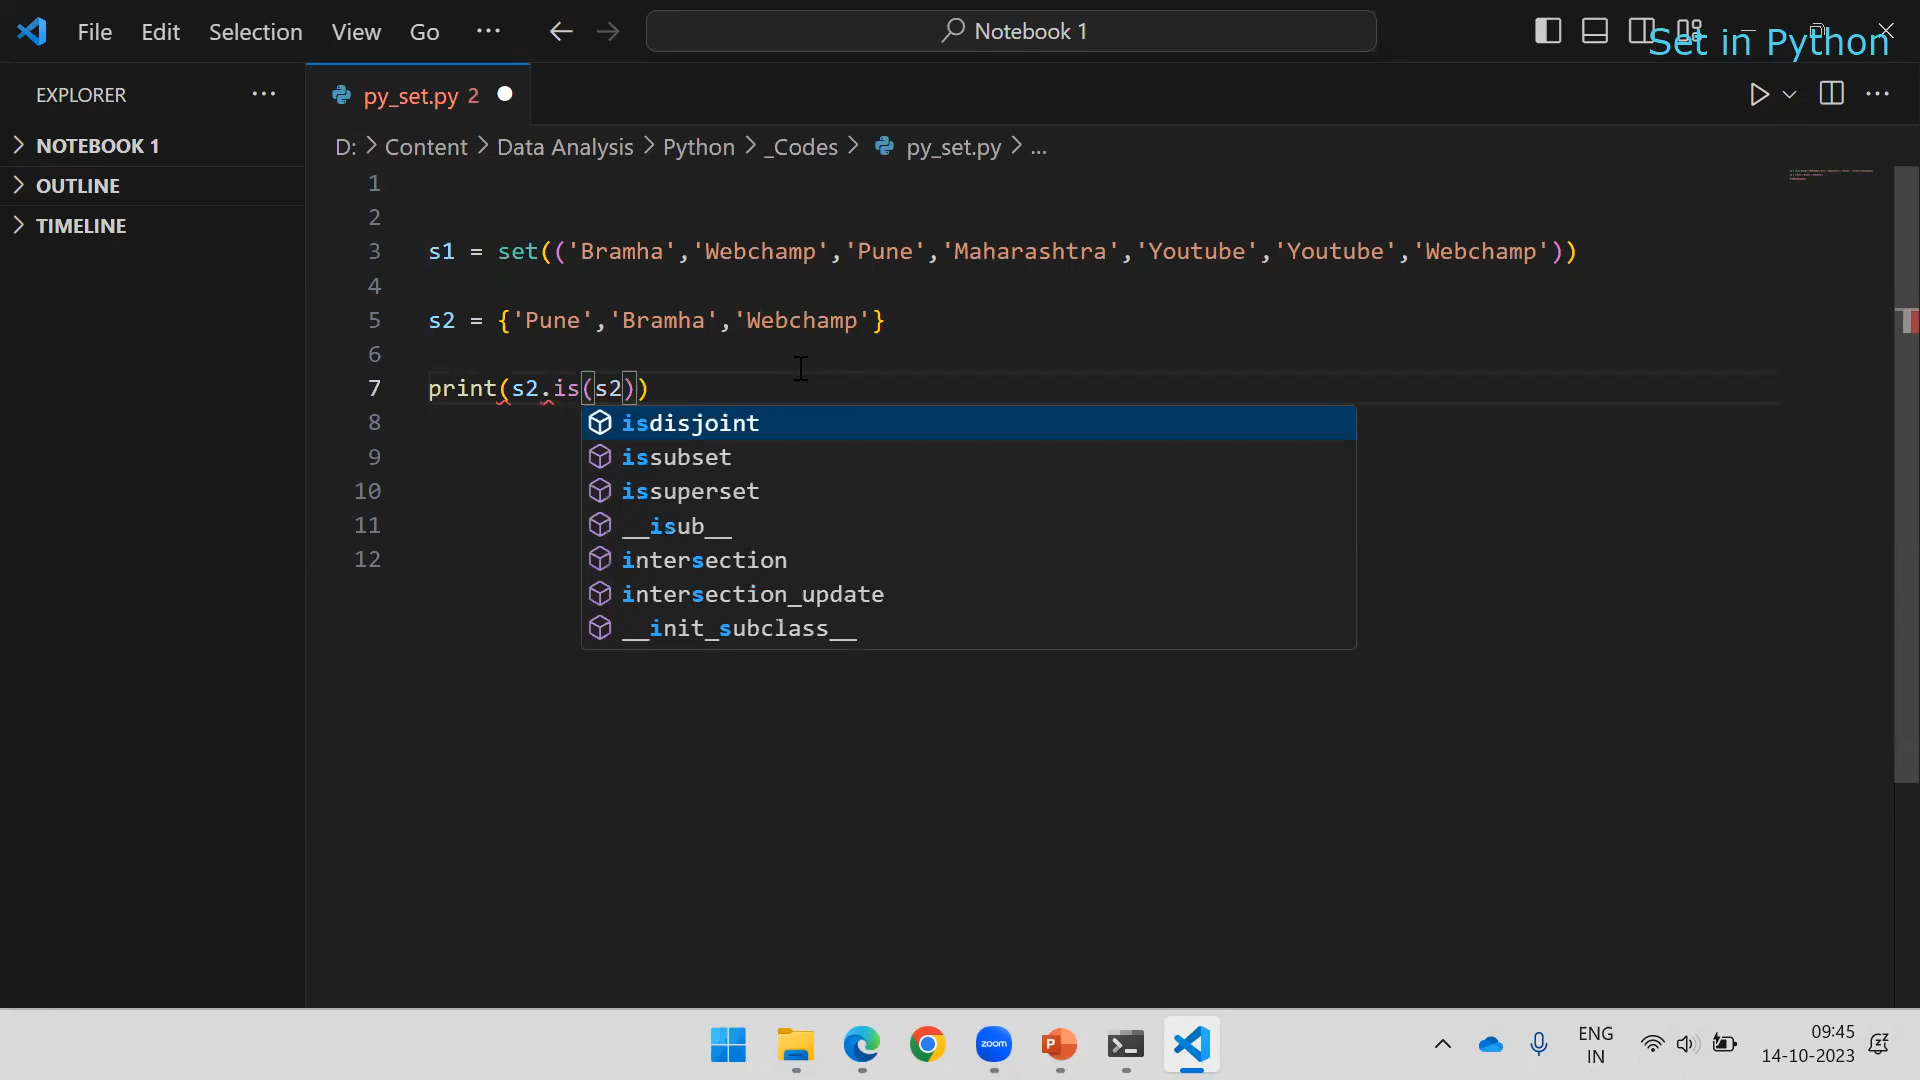 File Edit Selection View Go ... Notebook 1
Set in Python
EXPLORER ...
py_set.py 2
NOTEBOOK 1
D: > Content > Data Analysis > Python > _Codes > py_set.py > ...
OUTLINE
TIMELINE
1
2
3 s1 = set(('Bramha','Webchamp','Pune','Maharashtra','Youtube','Youtube','Webchamp'))
4
5 s2 = {'Pune','Bramha','Webchamp'}
6
7 print(s2.is(s2))
8 isdisjoint
9 issubset
10 issuperset
11 __isub__
12 intersection
intersection_update
__init_subclass__
zoom
P
ENG
IN
09:45
14-10-2023